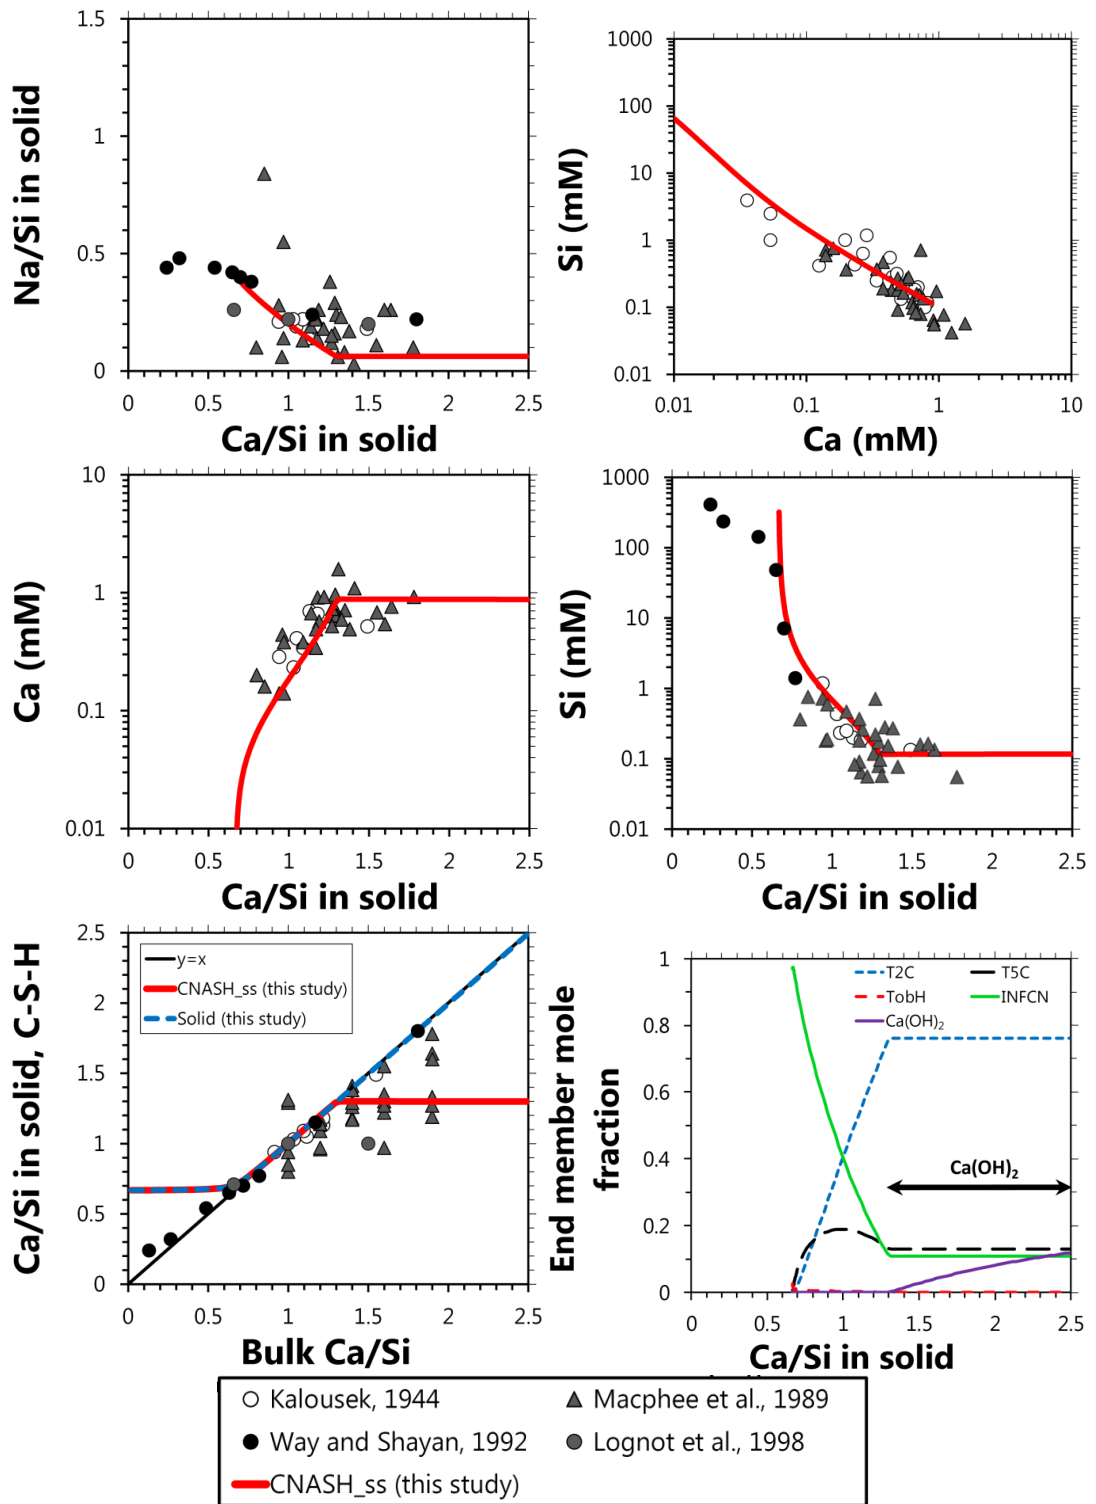 1.5
1
0.5
0
0 0.5 1 1.5 2 2.5
Na/Si in solid
Ca/Si in solid
1000
100
10
1
0.1
0.01
0.01 0.1 1 10
Si (mM)
Ca (mM)
10
1
0.1
0.01
0 0.5 1 1.5 2 2.5
Ca (mM)
Ca/Si in solid
1000
100
10
1
0.1
0.01
0 0.5 1 1.5 2 2.5
Si (mM)
Ca/Si in solid
2.5
2
1.5
1
0.5
0
0 0.5 1 1.5 2 2.5
y=x
CNASH_ss (this study)
Solid (this study)
Ca/Si in solid, C-S-H
Bulk Ca/Si
1
0.8
0.6
0.4
0.2
0
0 0.5 1 1.5 2 2.5
T2C T5C
TobH INFCN
Ca(OH)₂
Ca(OH)₂
End member mole
fraction
Ca/Si in solid
Kalousek, 1944 Macphee et al., 1989
Way and Shayan, 1992 Lognot et al., 1998
CNASH_ss (this study)